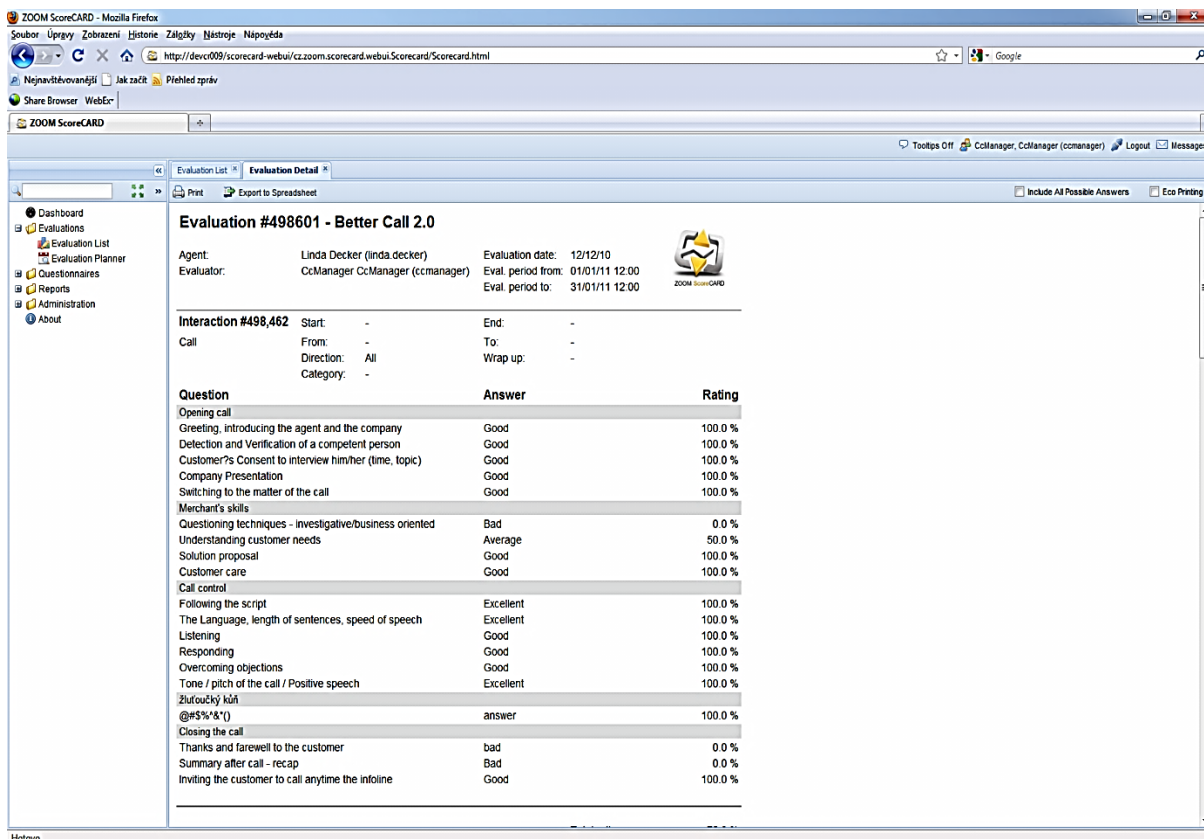 ZOOM ScoreCARD - Mozilla Firefox
Soubor Úpravy Zobrazení Historie Záložky Nástroje Nápověda
http://devcr009/scorecard-webui/cz.zoom.scorecard.webui.Scorecard/Scorecard.html Google
Nejnavštěvovanější Jak začít Přehled zpráv
Share Browser WebEx
ZOOM ScoreCARD
Tooltips Off CcManager, CcManager (ccmanager) Logout Messages
Evaluation List Evaluation Detail
Print Export to Spreadsheet Include All Possible Answers Eco Printing
Dashboard
Evaluations
Evaluation List
Evaluation Planner
Questionnaires
Reports
Administration
About
Evaluation #498601 - Better Call 2.0
Agent: Linda Decker (linda.decker) Evaluation date: 12/12/10
Evaluator: CcManager CcManager (ccmanager) Eval. period from: 01/01/11 12:00
Eval. period to: 31/01/11 12:00
ZOOM ScoreCARD
Interaction #498,462 Start: - End: -
Call From: - To: -
Direction: All Wrap up: -
Category: -
Question Answer Rating
Opening call
Greeting, introducing the agent and the company Good 100.0 %
Detection and Verification of a competent person Good 100.0 %
Customer?s Consent to interview him/her (time, topic) Good 100.0 %
Company Presentation Good 100.0 %
Switching to the matter of the call Good 100.0 %
Merchant's skills
Questioning techniques - investigative/business oriented Bad 0.0 %
Understanding customer needs Average 50.0 %
Solution proposal Good 100.0 %
Customer care Good 100.0 %
Call control
Following the script Excellent 100.0 %
The Language, length of sentences, speed of speech Excellent 100.0 %
Listening Good 100.0 %
Responding Good 100.0 %
Overcoming objections Good 100.0 %
Tone / pitch of the call / Positive speech Excellent 100.0 %
žluťoučký kůň
@#$%^&*() answer 100.0 %
Closing the call
Thanks and farewell to the customer bad 0.0 %
Summary after call - recap Bad 0.0 %
Inviting the customer to call anytime the infoline Good 100.0 %
Hotovo